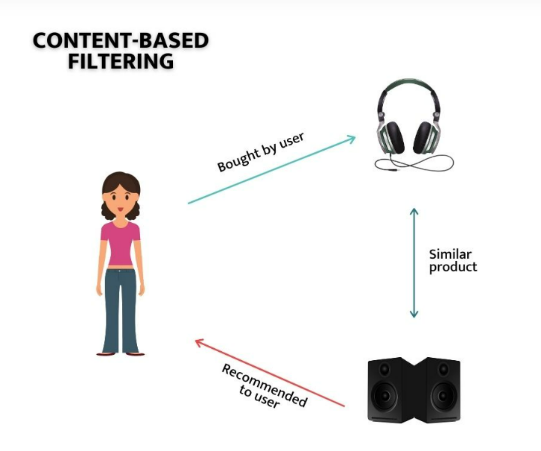 CONTENT-BASED
FILTERING
Bought by user
Similar
product
Recommended
to user